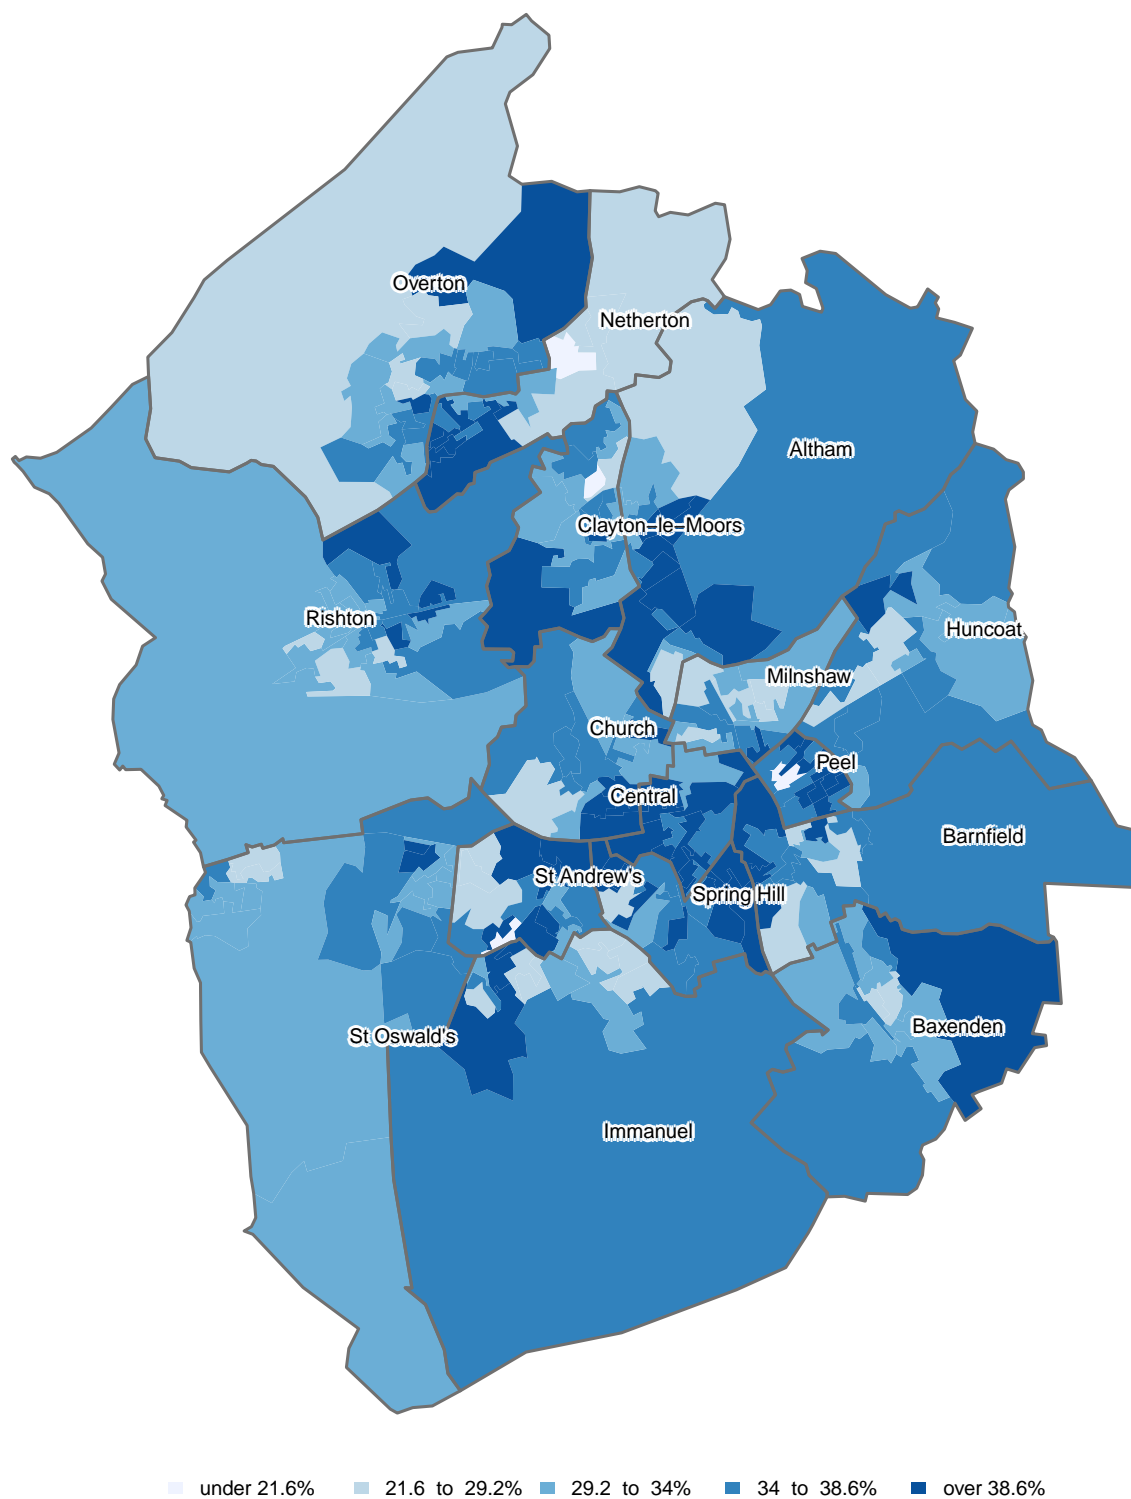 Overton
Netherton
Altham
Clayton–le–Moors
Rishton
Huncoat
Milnshaw
Church
Peel
Central
Barnfield
St Andrew's
Spring Hill
Baxenden
St Oswald's
Immanuel
under 21.6% 21.6 to 29.2% 29.2 to 34% 34 to 38.6% over 38.6%